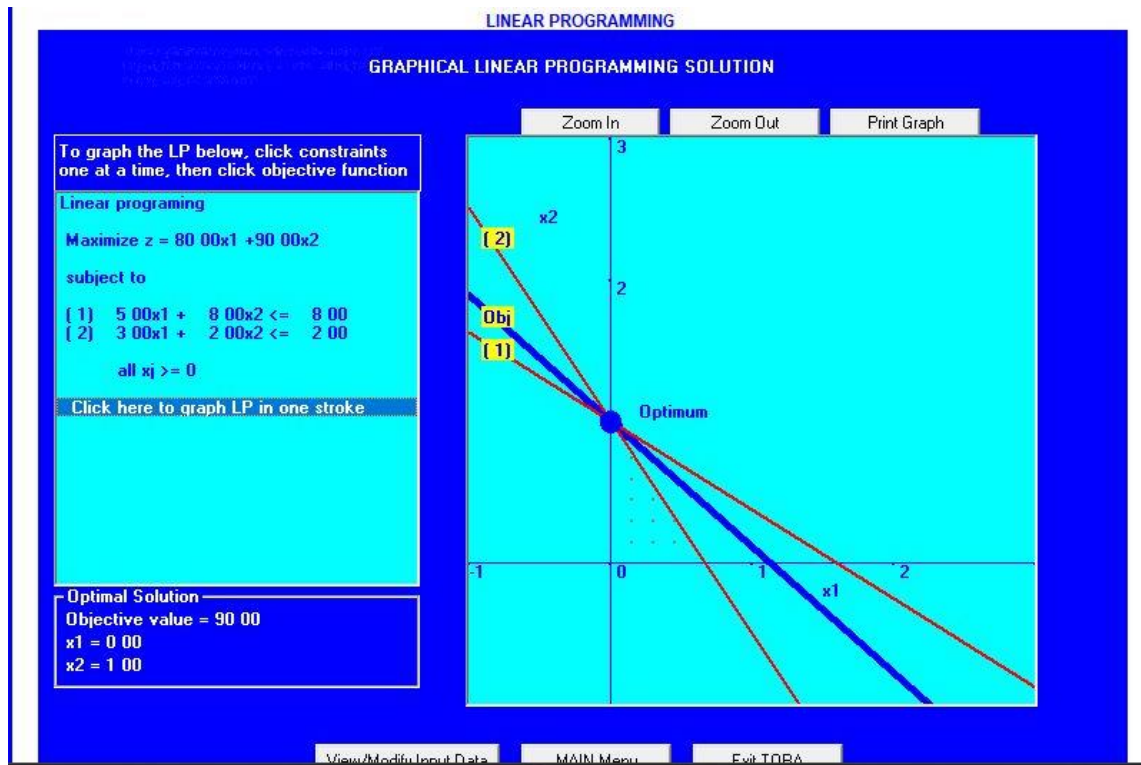 LINEAR PROGRAMMING
GRAPHICAL LINEAR PROGRAMMING SOLUTION
Zoom In
Zoom Out
Print Graph
To graph the LP below, click constraints
one at a time, then click objective function
Linear programing
Maximize z = 80 00x1 +90 00x2
subject to
( 1) 5 00x1 + 8 00x2 <= 8 00
( 2) 3 00x1 + 2 00x2 <= 2 00
all xj >= 0
Click here to graph LP in one stroke
Optimal Solution
Objective value = 90 00
x1 = 0 00
x2 = 1 00
3
x2
( 2)
2
Obj
( 1)
Optimum
-1
0
1
2
x1
View/Modify Input Data
MAIN Menu
Exit TORA